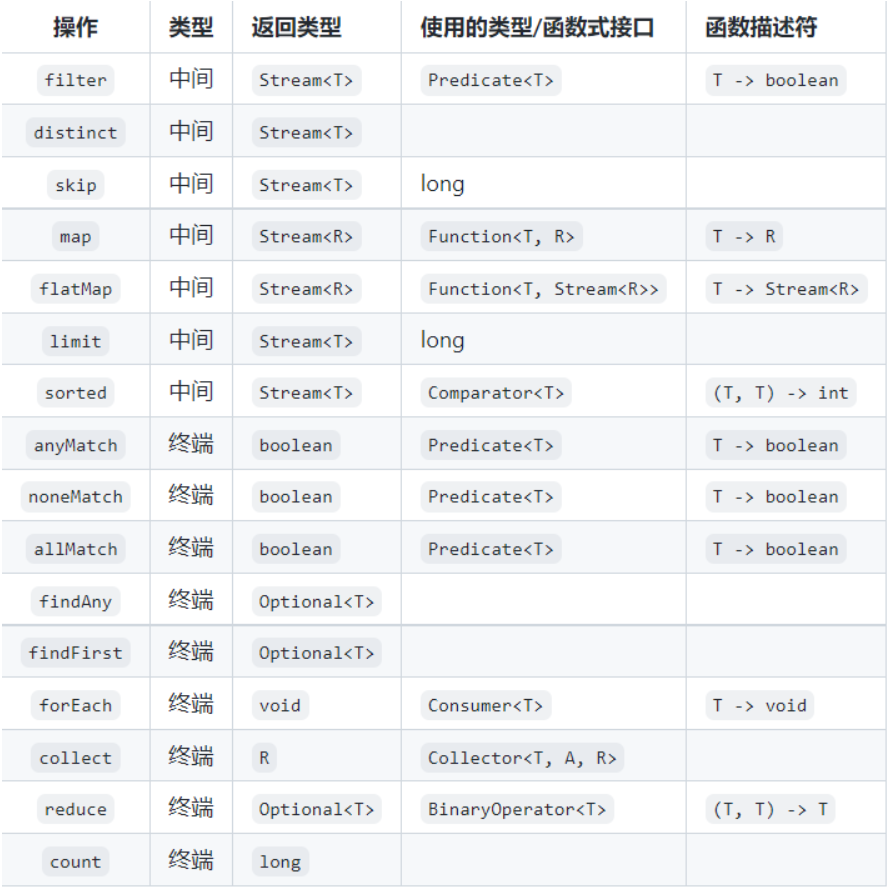 操作 类型 返回类型 使用的类型/函数式接口 函数描述符
filter 中间 Stream<T> Predicate<T> T -> boolean
distinct 中间 Stream<T>
skip 中间 Stream<T> long
map 中间 Stream<R> Function<T, R> T -> R
flatMap 中间 Stream<R> Function<T, Stream<R>> T -> Stream<R>
limit 中间 Stream<T> long
sorted 中间 Stream<T> Comparator<T> (T, T) -> int
anyMatch 终端 boolean Predicate<T> T -> boolean
noneMatch 终端 boolean Predicate<T> T -> boolean
allMatch 终端 boolean Predicate<T> T -> boolean
findAny 终端 Optional<T>
findFirst 终端 Optional<T>
forEach 终端 void Consumer<T> T -> void
collect 终端 R Collector<T, A, R>
reduce 终端 Optional<T> BinaryOperator<T> (T, T) -> T
count 终端 long